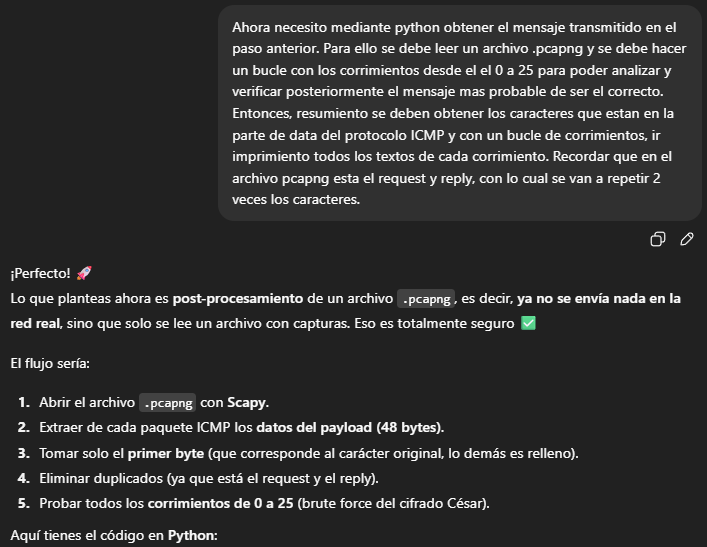 Ahora necesito mediante python obtener el mensaje transmitido en el
paso anterior. Para ello se debe leer un archivo .pcapng y se debe hacer
un bucle con los corrimientos desde el el 0 a 25 para poder analizar y
verificar posteriormente el mensaje mas probable de ser el correcto.
Entonces, resumiento se deben obtener los caracteres que estan en la
parte de data del protocolo ICMP y con un bucle de corrimientos, ir
imprimiento todos los textos de cada corrimiento. Recordar que en el
archivo pcapng esta el request y reply, con lo cual se van a repetir 2
veces los caracteres.
¡Perfecto! 🚀
Lo que planteas ahora es post-procesamiento de un archivo .pcapng, es decir, ya no se envía nada en la
red real, sino que solo se lee un archivo con capturas. Eso es totalmente seguro ✅
El flujo sería:
1. Abrir el archivo .pcapng con Scapy.
2. Extraer de cada paquete ICMP los datos del payload (48 bytes).
3. Tomar solo el primer byte (que corresponde al carácter original, lo demás es relleno).
4. Eliminar duplicados (ya que está el request y el reply).
5. Probar todos los corrimientos de 0 a 25 (brute force del cifrado César).
Aquí tienes el código en Python: